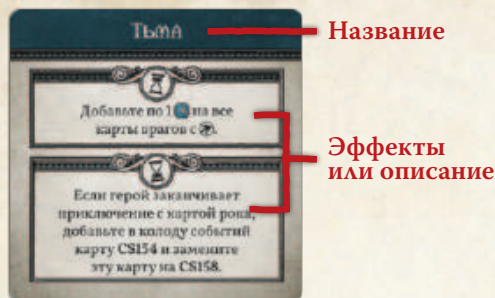 Тьма
Название
Добавьте по 1 на все
карты врагов с .
Эффекты
или описание
Если герой заканчивает
приключение с картой рока,
добавьте в колоду событий
карту CS154 и замените
эту карту на CS158.